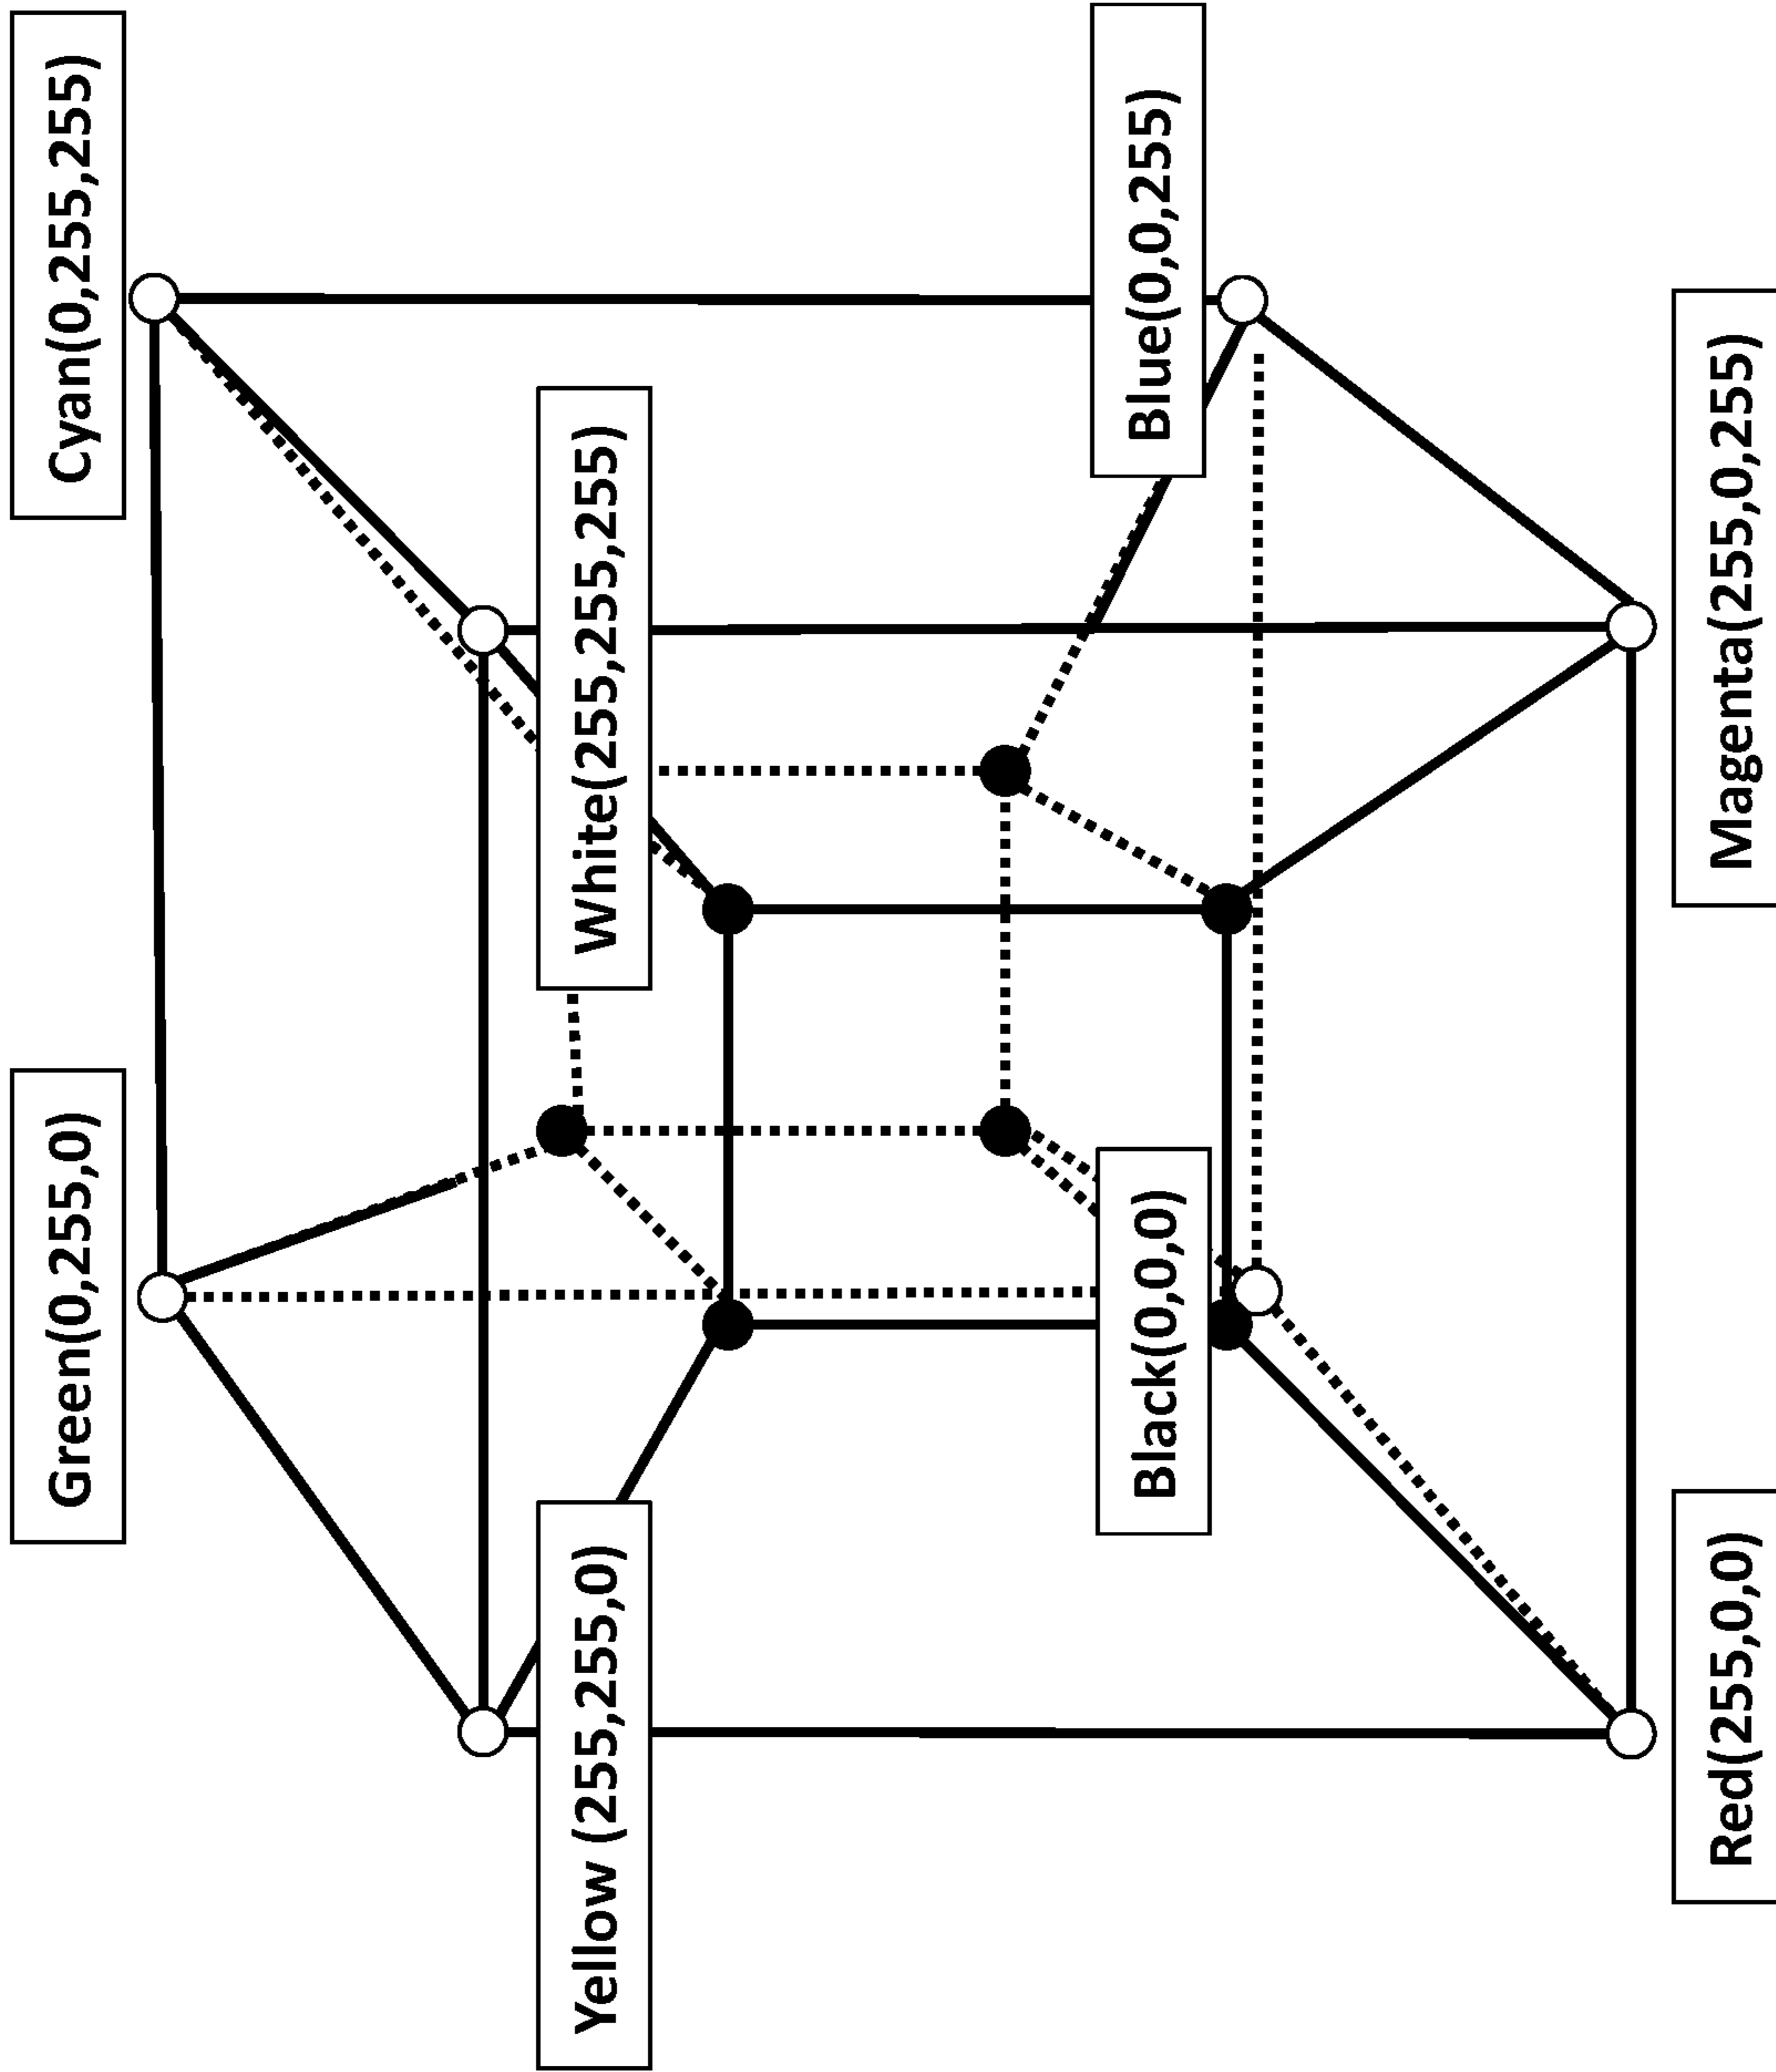 Green(0,255,0)
Cyan(0,255,255)
Yellow (255,255,0)
White(255,255,255)
Black(0,0,0)
Blue(0,0,255)
Red(255,0,0)
Magenta(255,0,255)